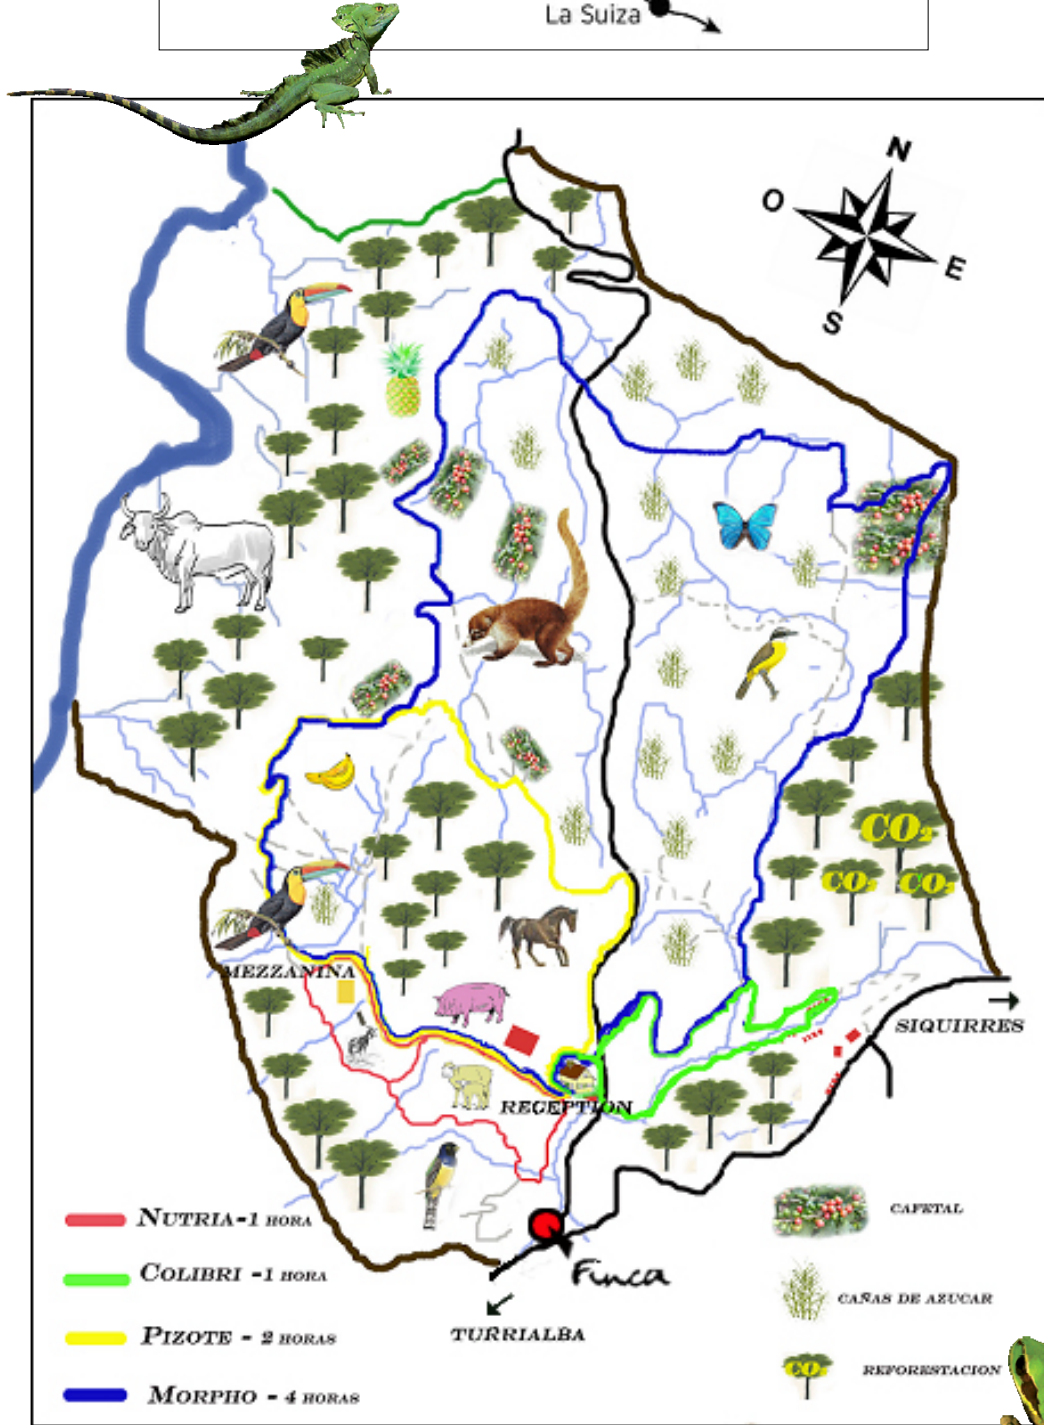 La Suiza
N
O
E
S
CO₂
CO₂
CO₂
MEZZANINA
SIQUIRRES
RECEPTION
NUTRIA-1 HORA
CAFETAL
COLIBRI -1 HORA
Finca
CAÑAS DE AZUCAR
PIZOTE - 2 HORAS
TURRIALBA
CO₂
REFORESTACION
MORPHO - 4 HORAS